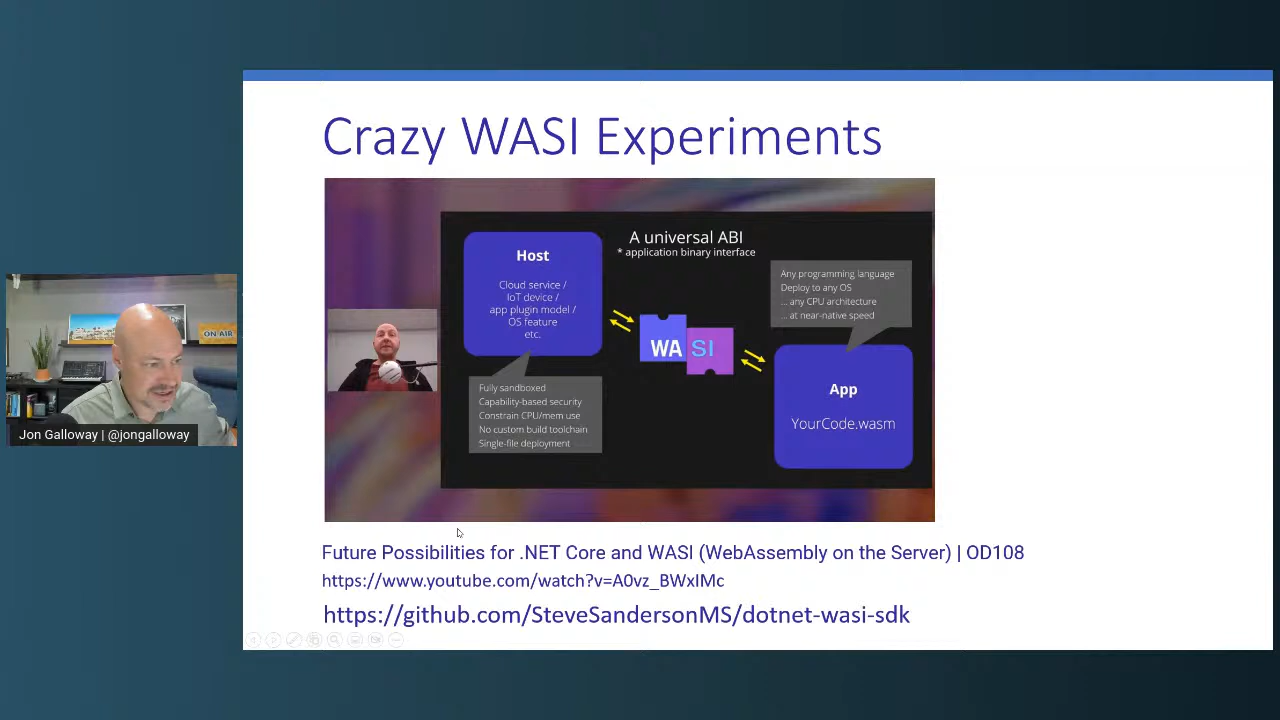 Crazy WASI Experiments
A universal ABI
* application binary interface
Host
Cloud service /
IoT device /
app plugin model /
OS feature
etc.
Any programming language
Deploy to any OS
... any CPU architecture
... at near-native speed
WASI
Fully sandboxed
Capability-based security
Constrain CPU/mem use
No custom build toolchain
Single-file deployment
App
YourCode.wasm
ON AIR
Jon Galloway | @jongalloway
Future Possibilities for .NET Core and WASI (WebAssembly on the Server) | OD108
https://www.youtube.com/watch?v=A0vz_BWxIMc
https://github.com/SteveSandersonMS/dotnet-wasi-sdk